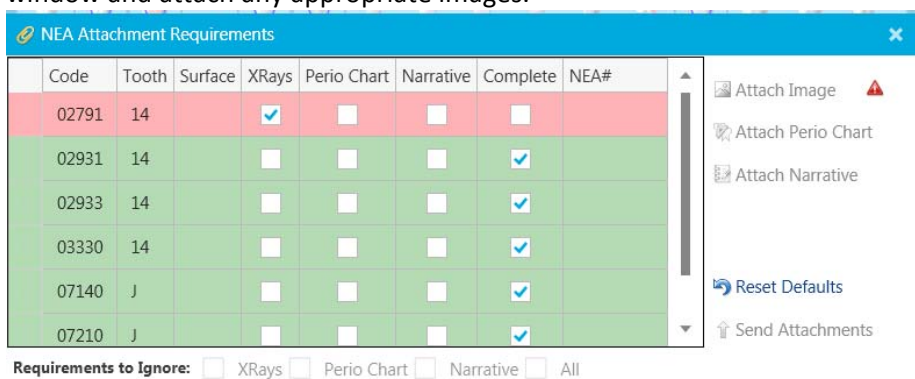 window and attach any appropriate images.
NEA Attachment Requirements
Code Tooth Surface XRays Perio Chart Narrative Complete NEA#
02791 14
02931 14
02933 14
03330 14
07140 J
07210 J
Attach Image
Attach Perio Chart
Attach Narrative
Reset Defaults
Send Attachments
Requirements to Ignore: XRays Perio Chart Narrative All